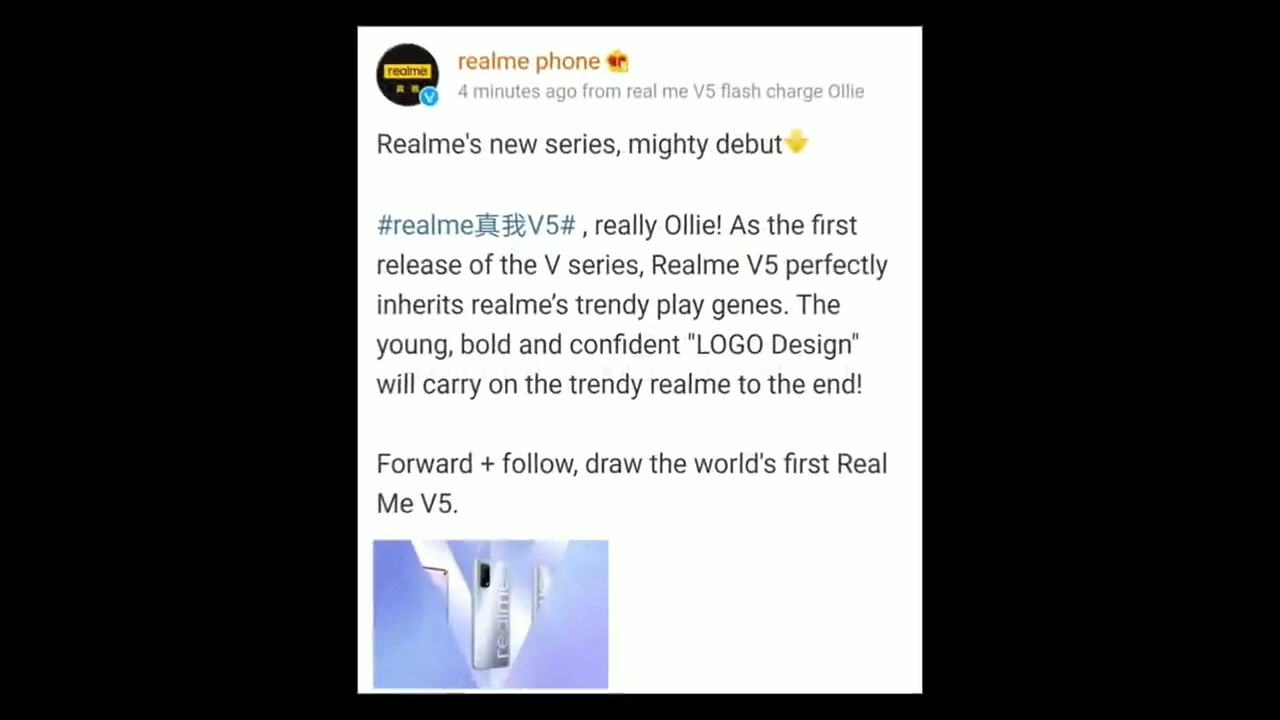 realme
真 我
realme phone
4 minutes ago from real me V5 flash charge Ollie
Realme's new series, mighty debut
#realme真我V5# , really Ollie! As the first
release of the V series, Realme V5 perfectly
inherits realme’s trendy play genes. The
young, bold and confident "LOGO Design"
will carry on the trendy realme to the end!
Forward + follow, draw the world's first Real
Me V5.
realme